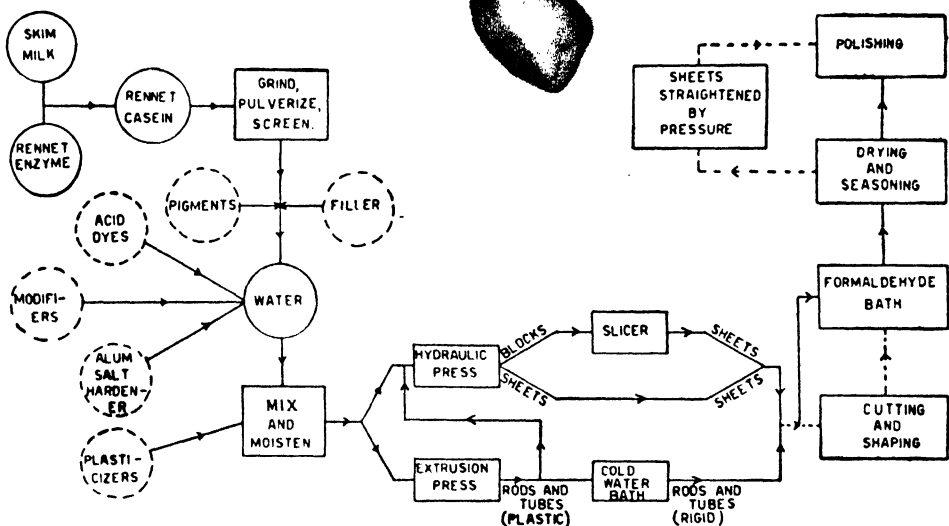 SKIM
MILK
RENNET
ENZYME
RENNET
CASEIN
GRIND,
PULVERIZE,
SCREEN.
PIGMENTS
FILLER
ACID
DYES
MODIFI-
ERS
ALUM
SALT
HARDEN-
ER
PLASTI-
CIZERS
WATER
MIX
AND
MOISTEN
HYDRAULIC
PRESS
EXTRUSION
PRESS
BLOCKS
SHEETS
SLICER
SHEETS
SHEETS
RODS AND
TUBES
(PLASTIC)
COLD
WATER
BATH
RODS AND
TUBES
(RIGID)
CUTTING
AND
SHAPING
FORMALDEHYDE
BATH
DRYING
AND
SEASONING
SHEETS
STRAIGHTENED
BY
PRESSURE
POLISHING